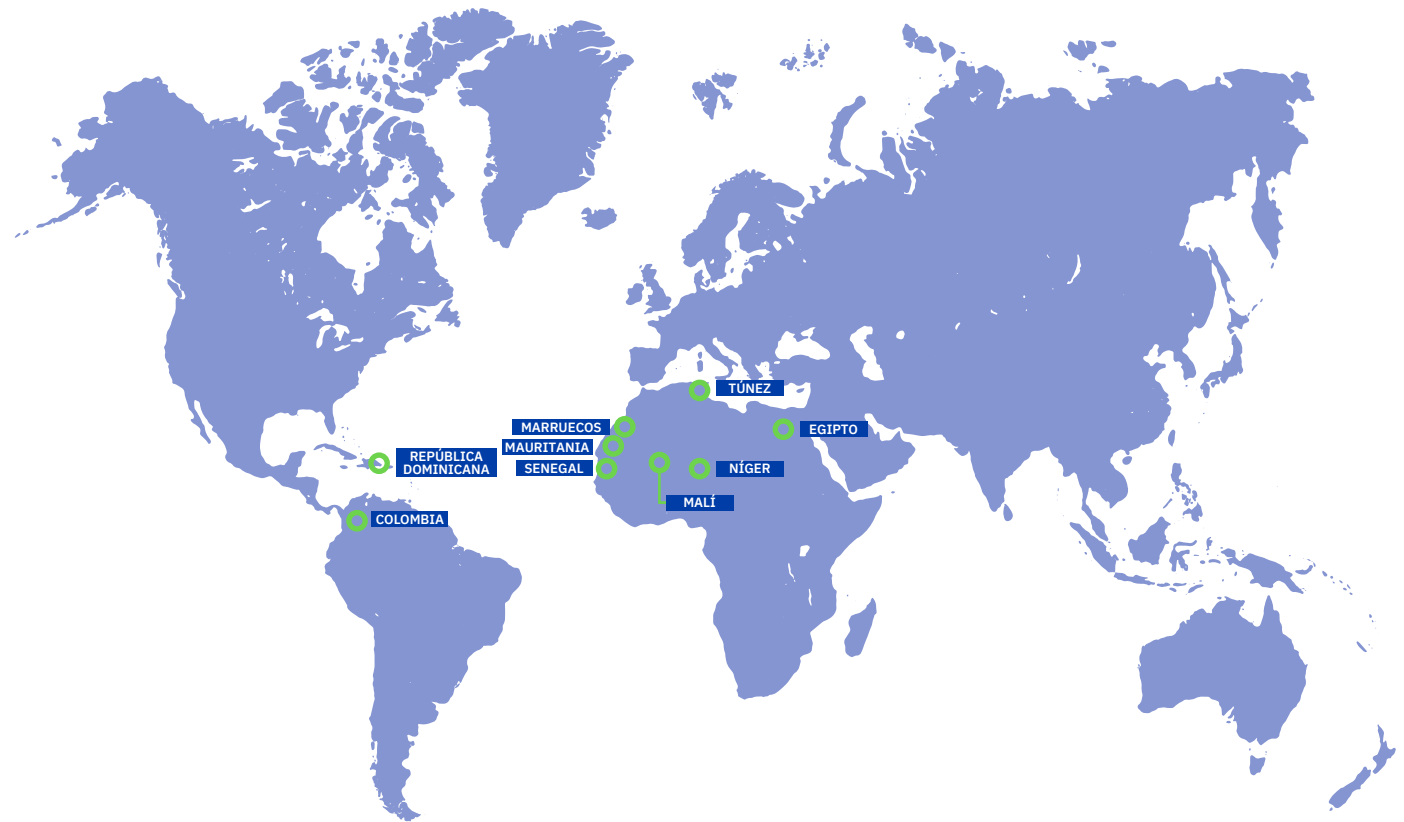 TÚNEZ
MARRUECOS
EGIPTO
MAURITANIA
REPÚBLICA
DOMINICANA
SENEGAL
NÍGER
MALÍ
COLOMBIA